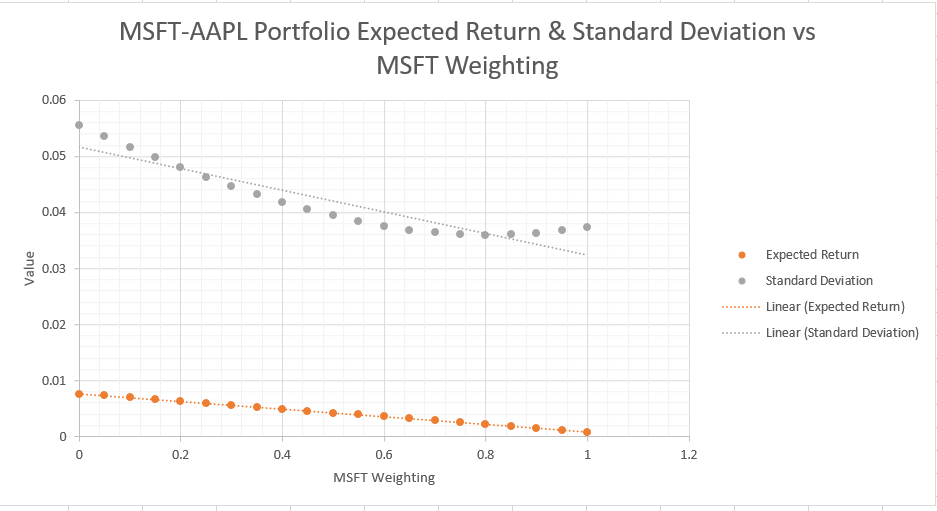 MSFT-AAPL Portfolio Expected Return & Standard Deviation vs
MSFT Weighting
0.06
0.05
0.04
0.03
0.02
0.01
0
Value
0 0.2 0.4 0.6 0.8 1 1.2
MSFT Weighting
Expected Return
Standard Deviation
Linear (Expected Return)
Linear (Standard Deviation)